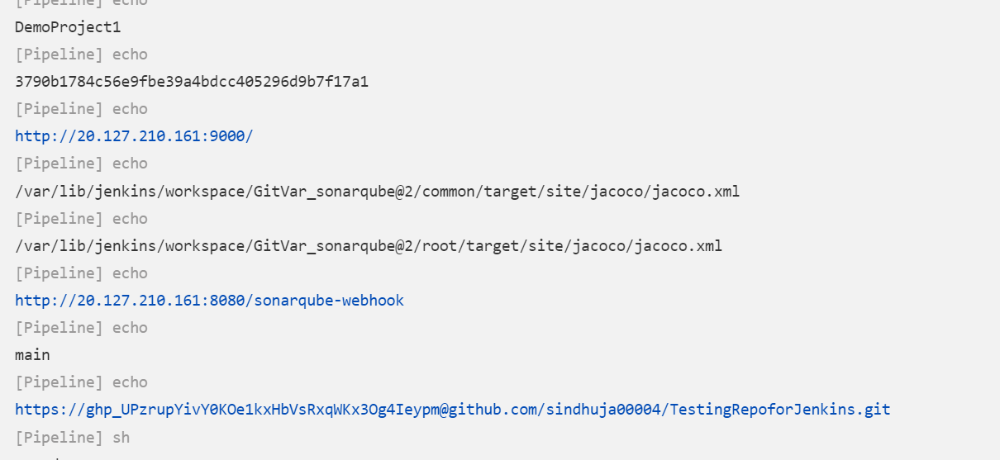 [Pipeline] echo
DemoProject1
[Pipeline] echo
3790b1784c56e9fbe39a4bdcc405296d9b7f17a1
[Pipeline] echo
http://20.127.210.161:9000/
[Pipeline] echo
/var/lib/jenkins/workspace/GitVar_sonarqube@2/common/target/site/jacoco/jacoco.xml
[Pipeline] echo
/var/lib/jenkins/workspace/GitVar_sonarqube@2/root/target/site/jacoco/jacoco.xml
[Pipeline] echo
http://20.127.210.161:8080/sonarqube-webhook
[Pipeline] echo
main
[Pipeline] echo
https://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@github.com/sindhuja00004/TestingRepoforJenkins.git
[Pipeline] sh